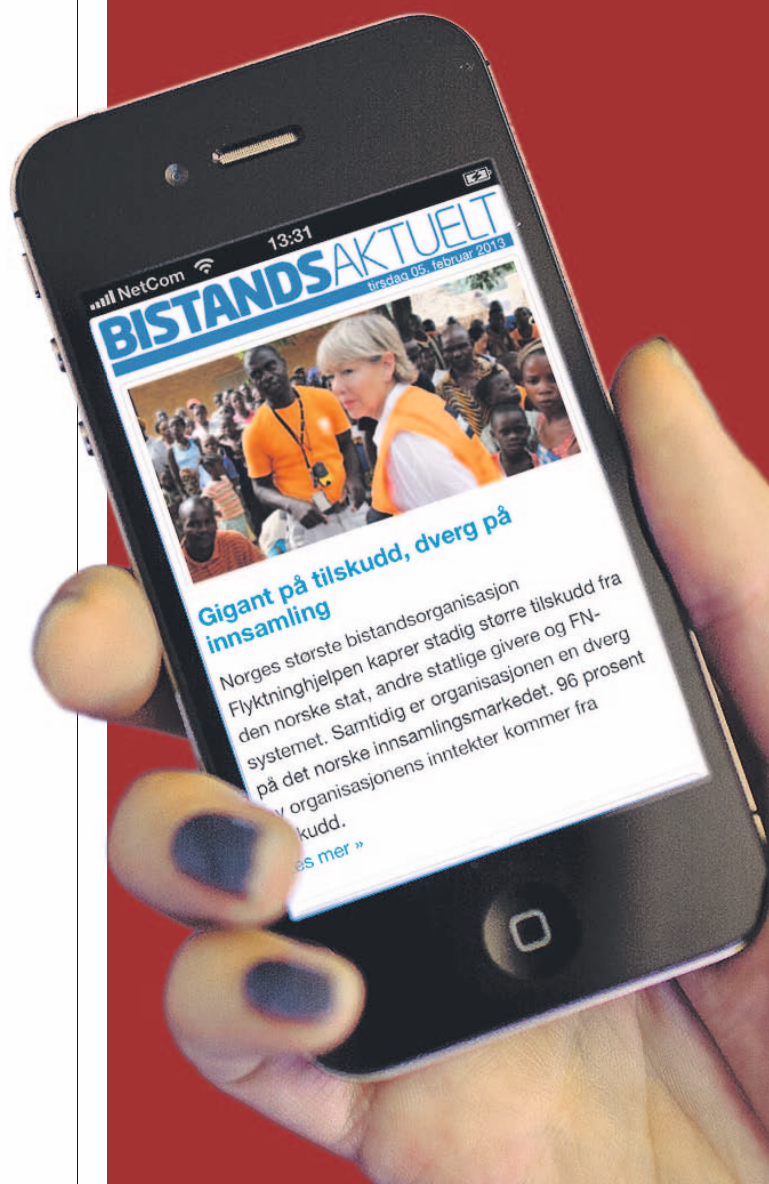 NetCom 13:31
BISTANDSAKTUELT
tirsdag 05. februar 2013
Gigant på tilskudd, dverg på
innsamling
Norges største bistandsorganisasjon
Flyktninghjelpen kaprer stadig større tilskudd fra
den norske stat, andre statlige givere og FN-
systemet. Samtidig er organisasjonen en dverg
på det norske innsamlingsmarkedet. 96 prosent
v organisasjonens inntekter kommer fra
kudd.
es mer »